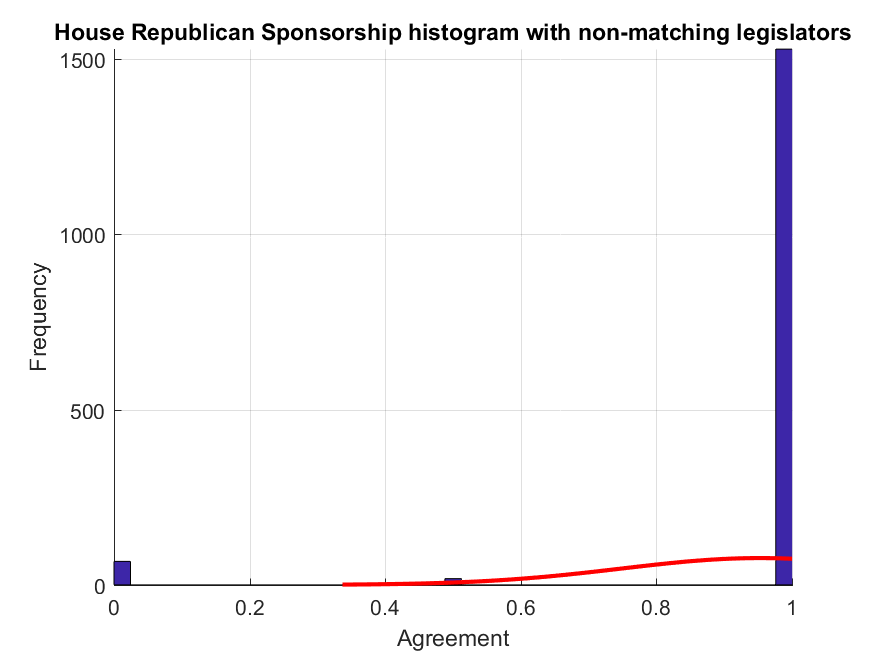 House Republican Sponsorship histogram with non-matching legislators
1500
1000
500
0
Frequency
0 0.2 0.4 0.6 0.8 1
Agreement